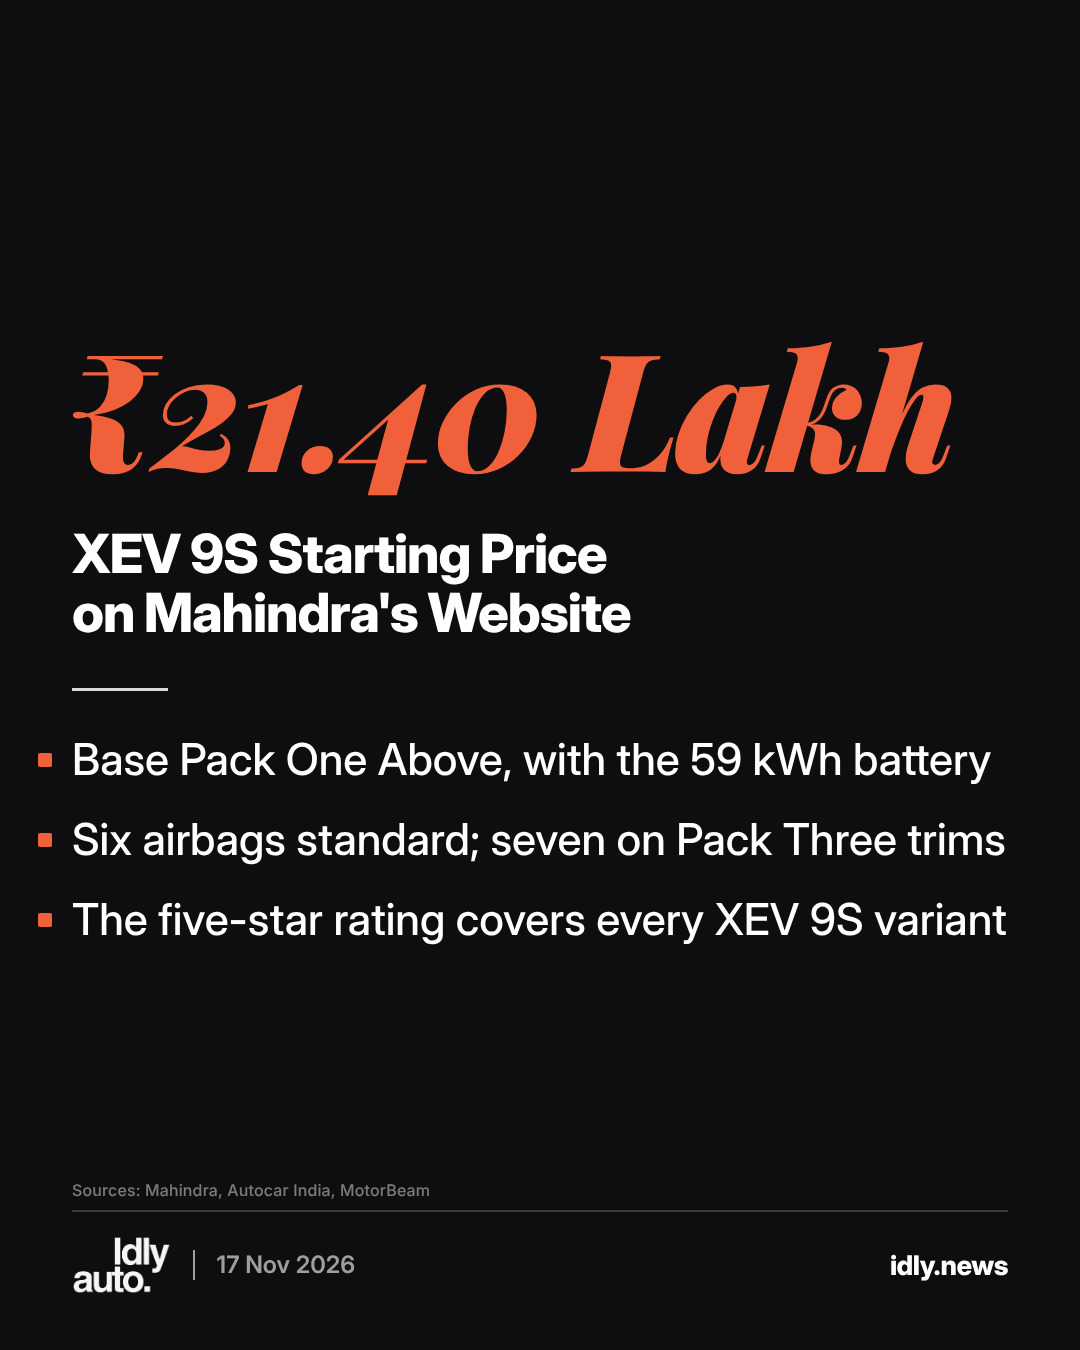 ₹21.40 Lakh
XEV 9S Starting Price
on Mahindra's Website
Base Pack One Above, with the 59 kWh battery
Six airbags standard; seven on Pack Three trims
The five-star rating covers every XEV 9S variant
Sources: Mahindra, Autocar India, MotorBeam
Idly
auto.
17 Nov 2026
idly.news